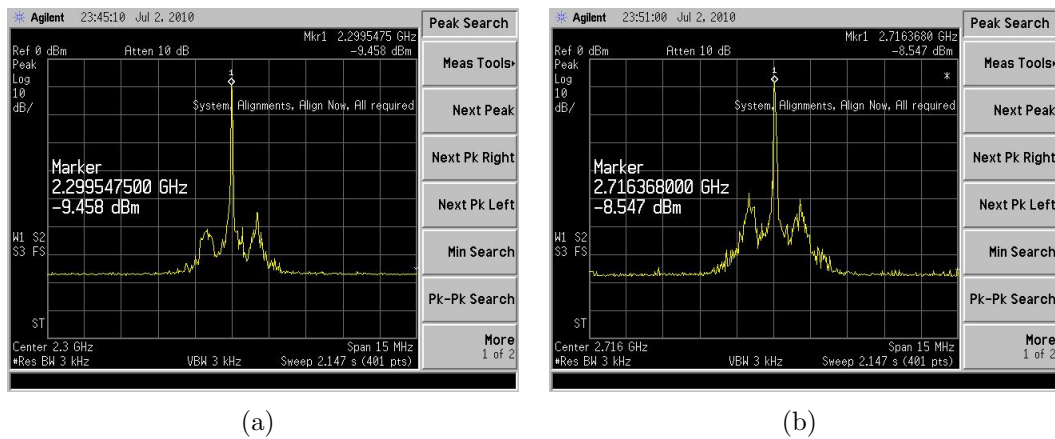 Agilent 23:45:10 Jul 2, 2010
Peak Search
Mkr1 2.2995475 GHz
Ref 0 dBm Atten 10 dB -9.458 dBm
Peak
Log
10
dB/
1
System, Alignments, Align Now, All required
Marker
2.299547500 GHz
-9.458 dBm
W1 S2
S3 FS
ST
Center 2.3 GHz Span 15 MHz
#Res BW 3 kHz VBW 3 kHz Sweep 2.147 s (401 pts)
Meas Tools
Next Peak
Next Pk Right
Next Pk Left
Min Search
Pk-Pk Search
More
1 of 2
(a)
Agilent 23:51:00 Jul 2, 2010
Peak Search
Mkr1 2.7163680 GHz
Ref 0 dBm Atten 10 dB -8.547 dBm
Peak
Log
10
dB/
1
*
System, Alignments, Align Now, All required
Marker
2.716368000 GHz
-8.547 dBm
W1 S2
S3 FS
ST
Center 2.716 GHz Span 15 MHz
#Res BW 3 kHz VBW 3 kHz Sweep 2.147 s (401 pts)
Meas Tools
Next Peak
Next Pk Right
Next Pk Left
Min Search
Pk-Pk Search
More
1 of 2
(b)